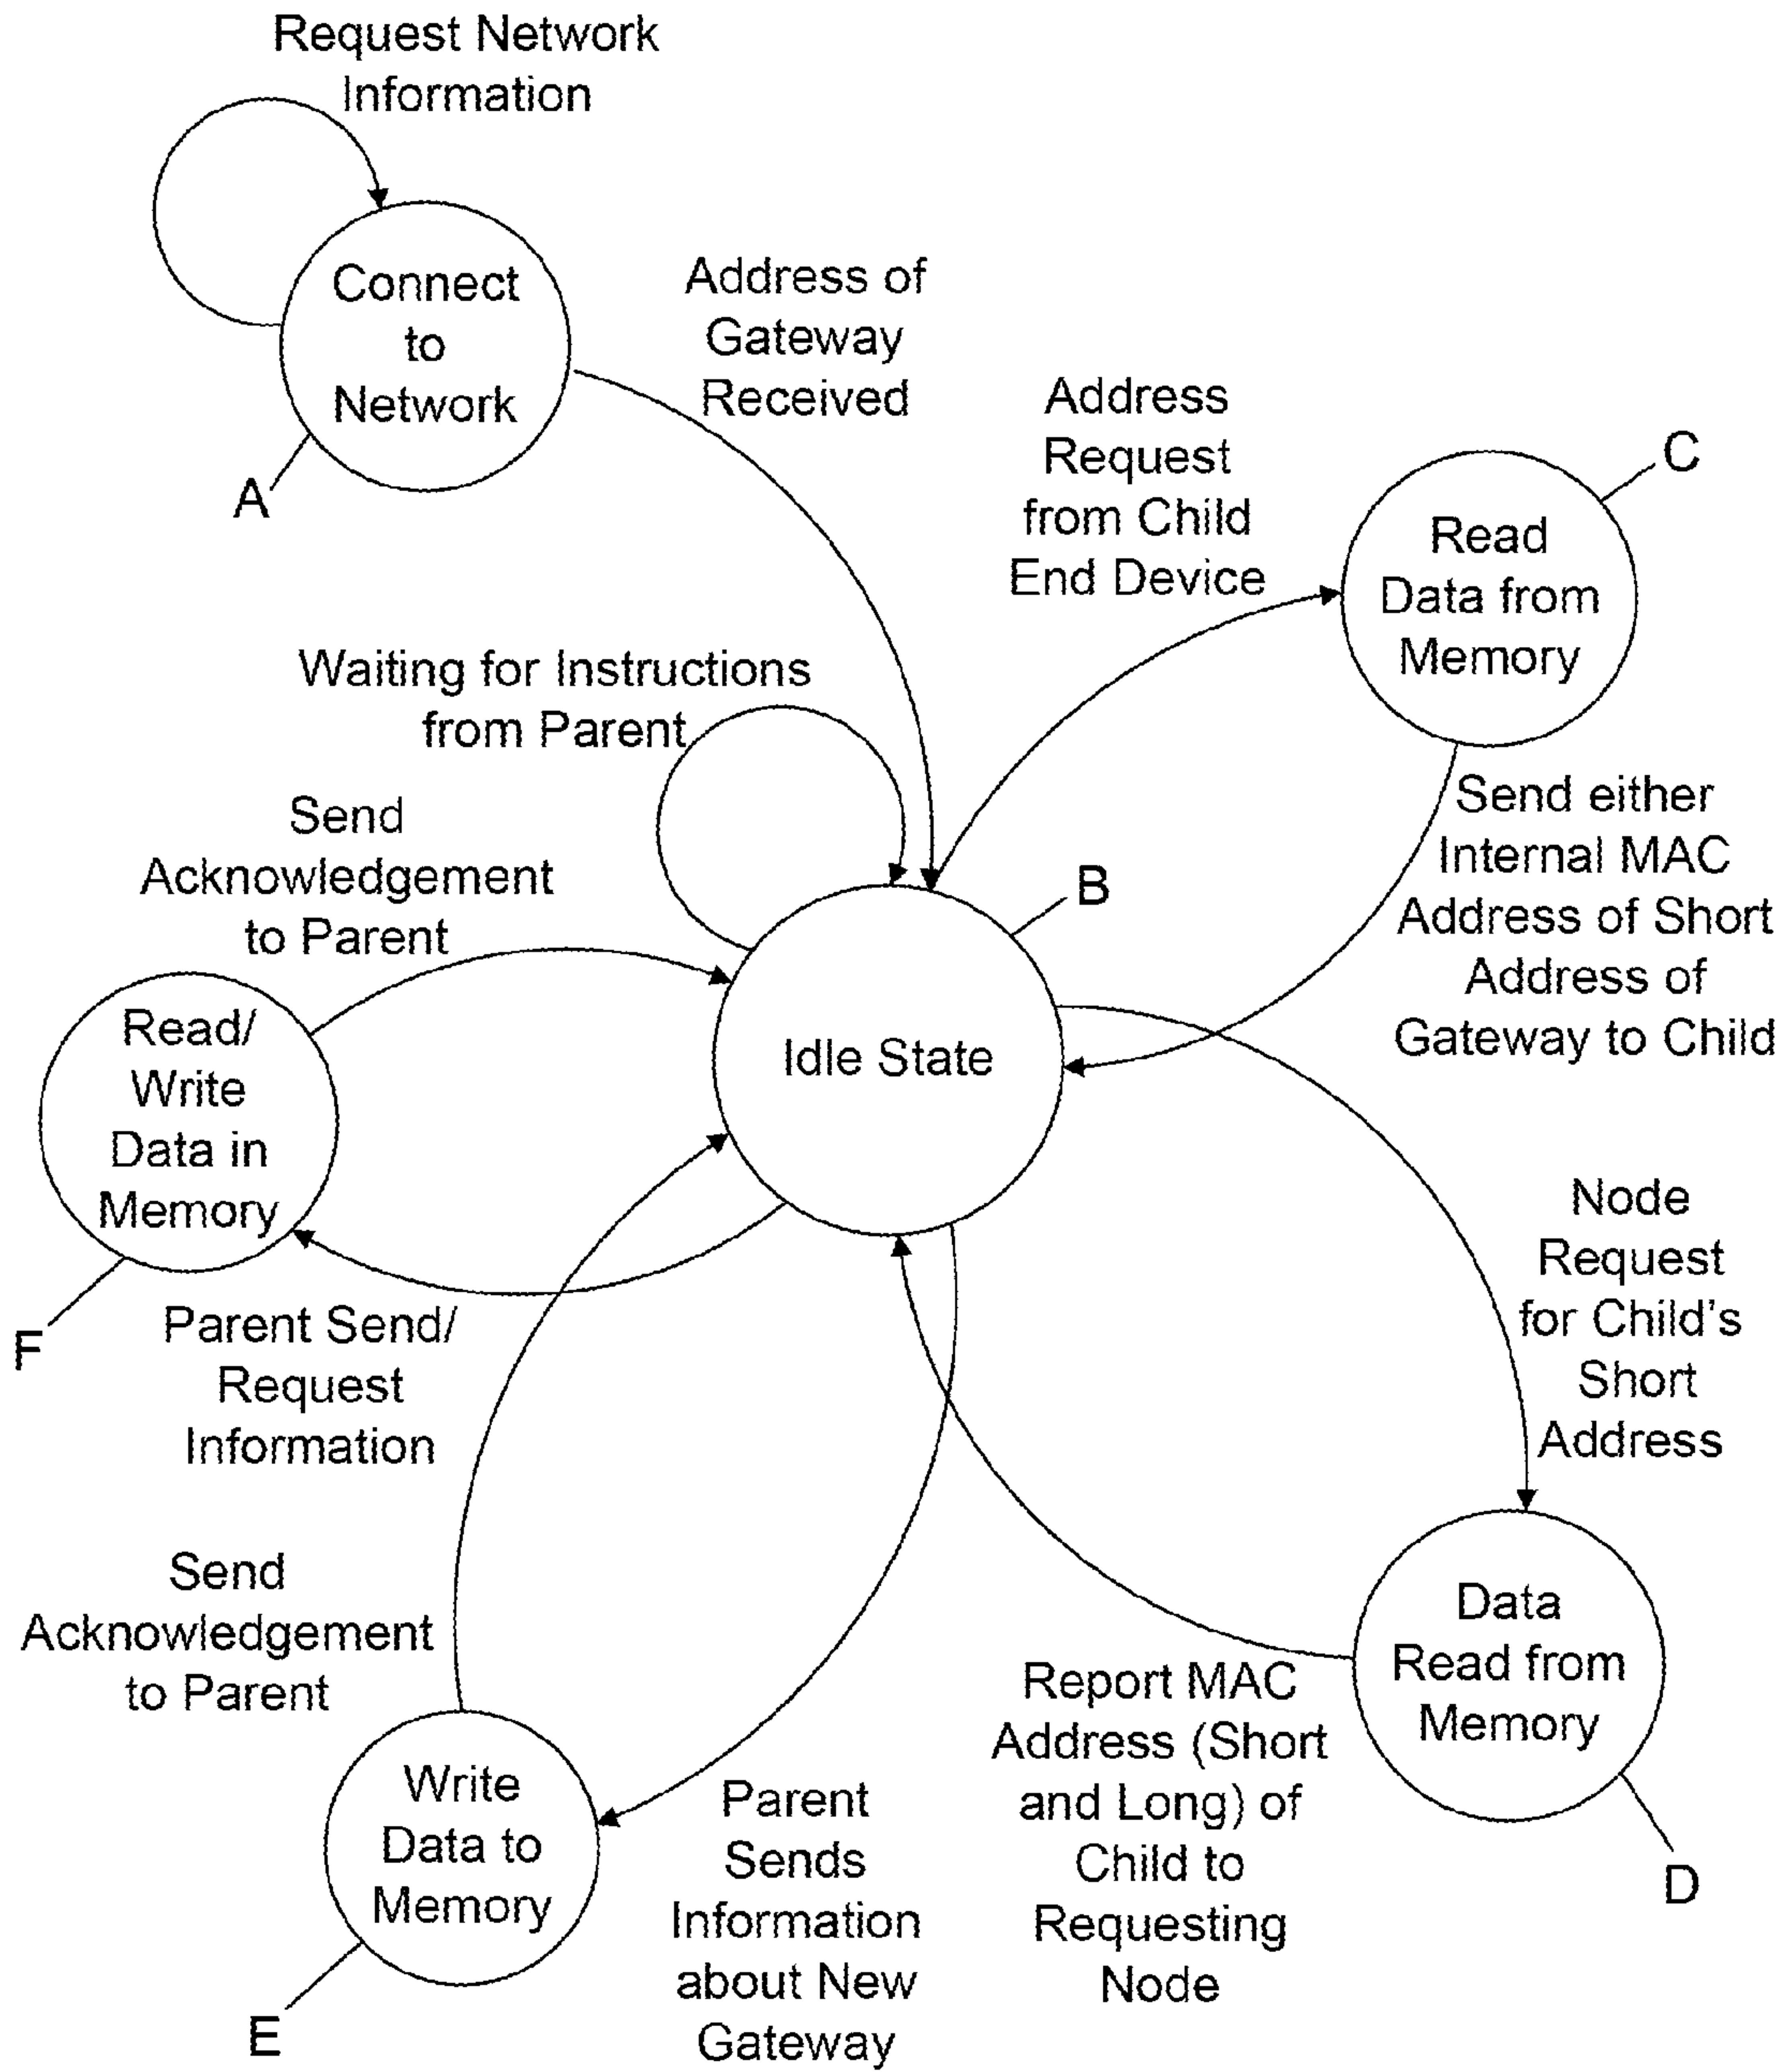 Request Network
Information
Connect
to
Network
A
Address of
Gateway
Received
Address
Request
from Child
End Device
C
Read
Data from
Memory
Waiting for Instructions
from Parent
Send
Acknowledgement
to Parent
B
Send either
Internal MAC
Address of Short
Address of
Gateway to Child
Read/
Write
Data in
Memory
Idle State
F
Parent Send/
Request
Information
Node
Request
for Child's
Short
Address
Send
Acknowledgement
to Parent
Data
Read from
Memory
D
Report MAC
Address (Short
and Long) of
Child to
Requesting
Node
Write
Data to
Memory
E
Parent
Sends
Information
about New
Gateway